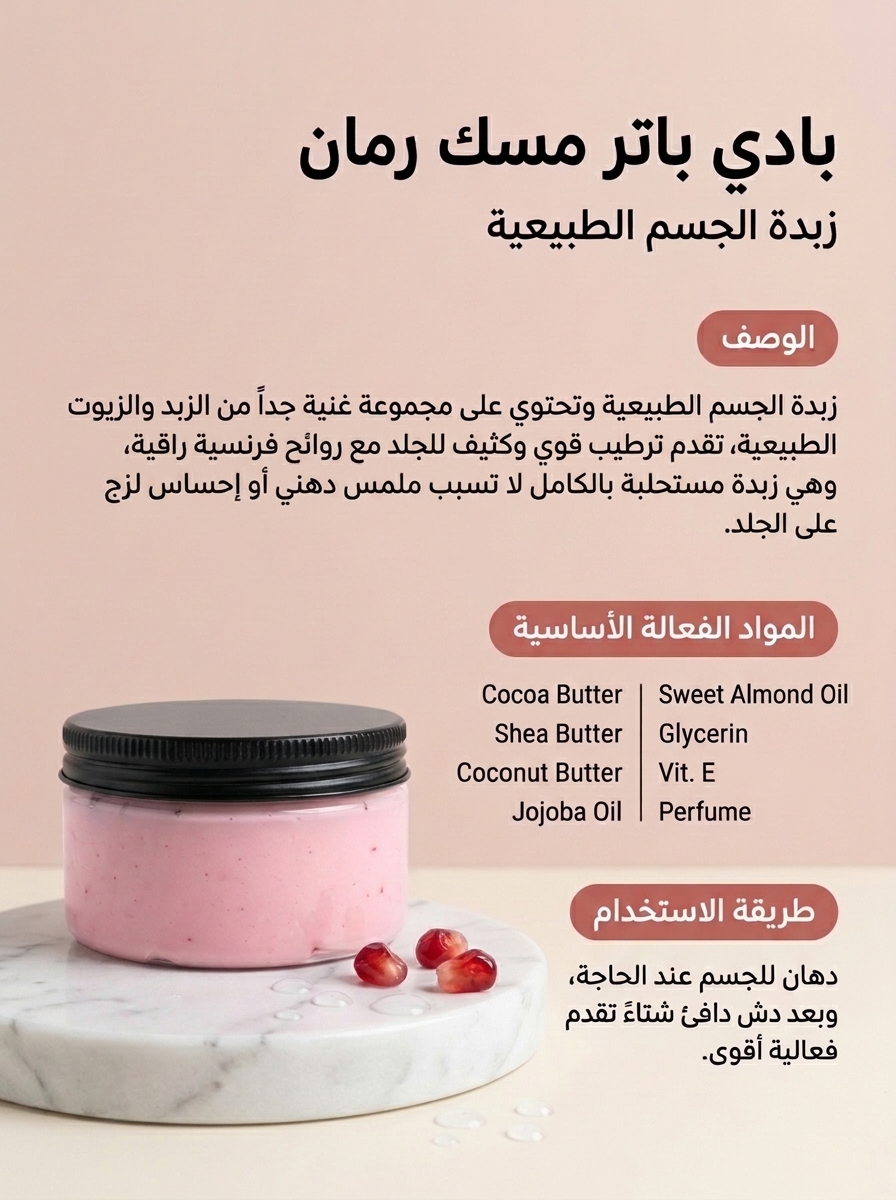 بادي باتر مسك رمان
زبدة الجسم الطبيعية
الوصف
زبدة الجسم الطبيعية وتحتوي على مجموعة غنية جداً من الزبد والزيوت
الطبيعية، تقدم ترطيب قوي وكثيف للجلد مع روائح فرنسية راقية،
وهي زبدة مستحلبة بالكامل لا تسبب ملمس دهني أو إحساس لزج
على الجلد.
المواد الفعالة الأساسية
Cocoa Butter
Shea Butter
Coconut Butter
Jojoba Oil
Sweet Almond Oil
Glycerin
Vit. E
Perfume
طريقة الاستخدام
دهان للجسم عند الحاجة،
وبعد دش دافئ شتاءً تقدم
فعالية أقوى.